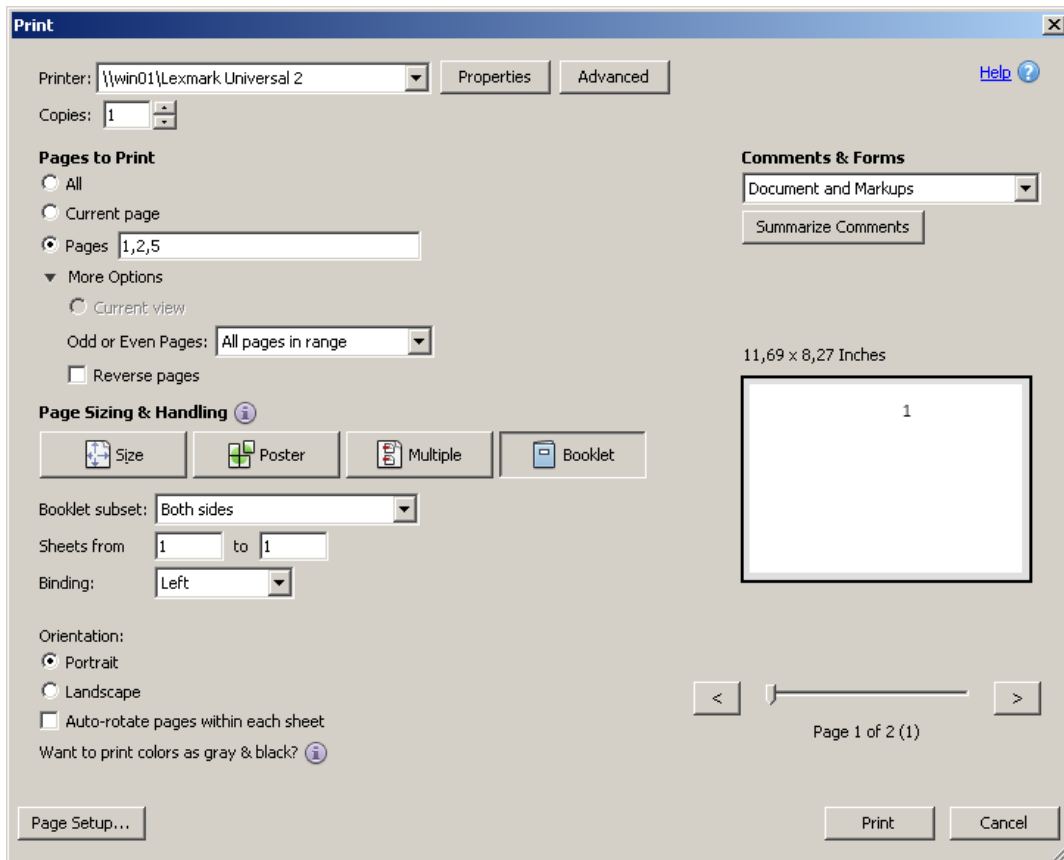 Print
Printer: \\win01\Lexmark Universal 2 Properties Advanced Help ?
Copies: 1
Pages to Print
All
Current page
Pages 1,2,5
More Options
Current view
Odd or Even Pages: All pages in range
Reverse pages
Comments & Forms
Document and Markups
Summarize Comments
11,69 x 8,27 Inches
1
Page Sizing & Handling i
Size Poster Multiple Booklet
Booklet subset: Both sides
Sheets from 1 to 1
Binding: Left
Orientation:
Portrait
Landscape
Auto-rotate pages within each sheet
Want to print colors as gray & black? i
< >
Page 1 of 2 (1)
Page Setup... Print Cancel